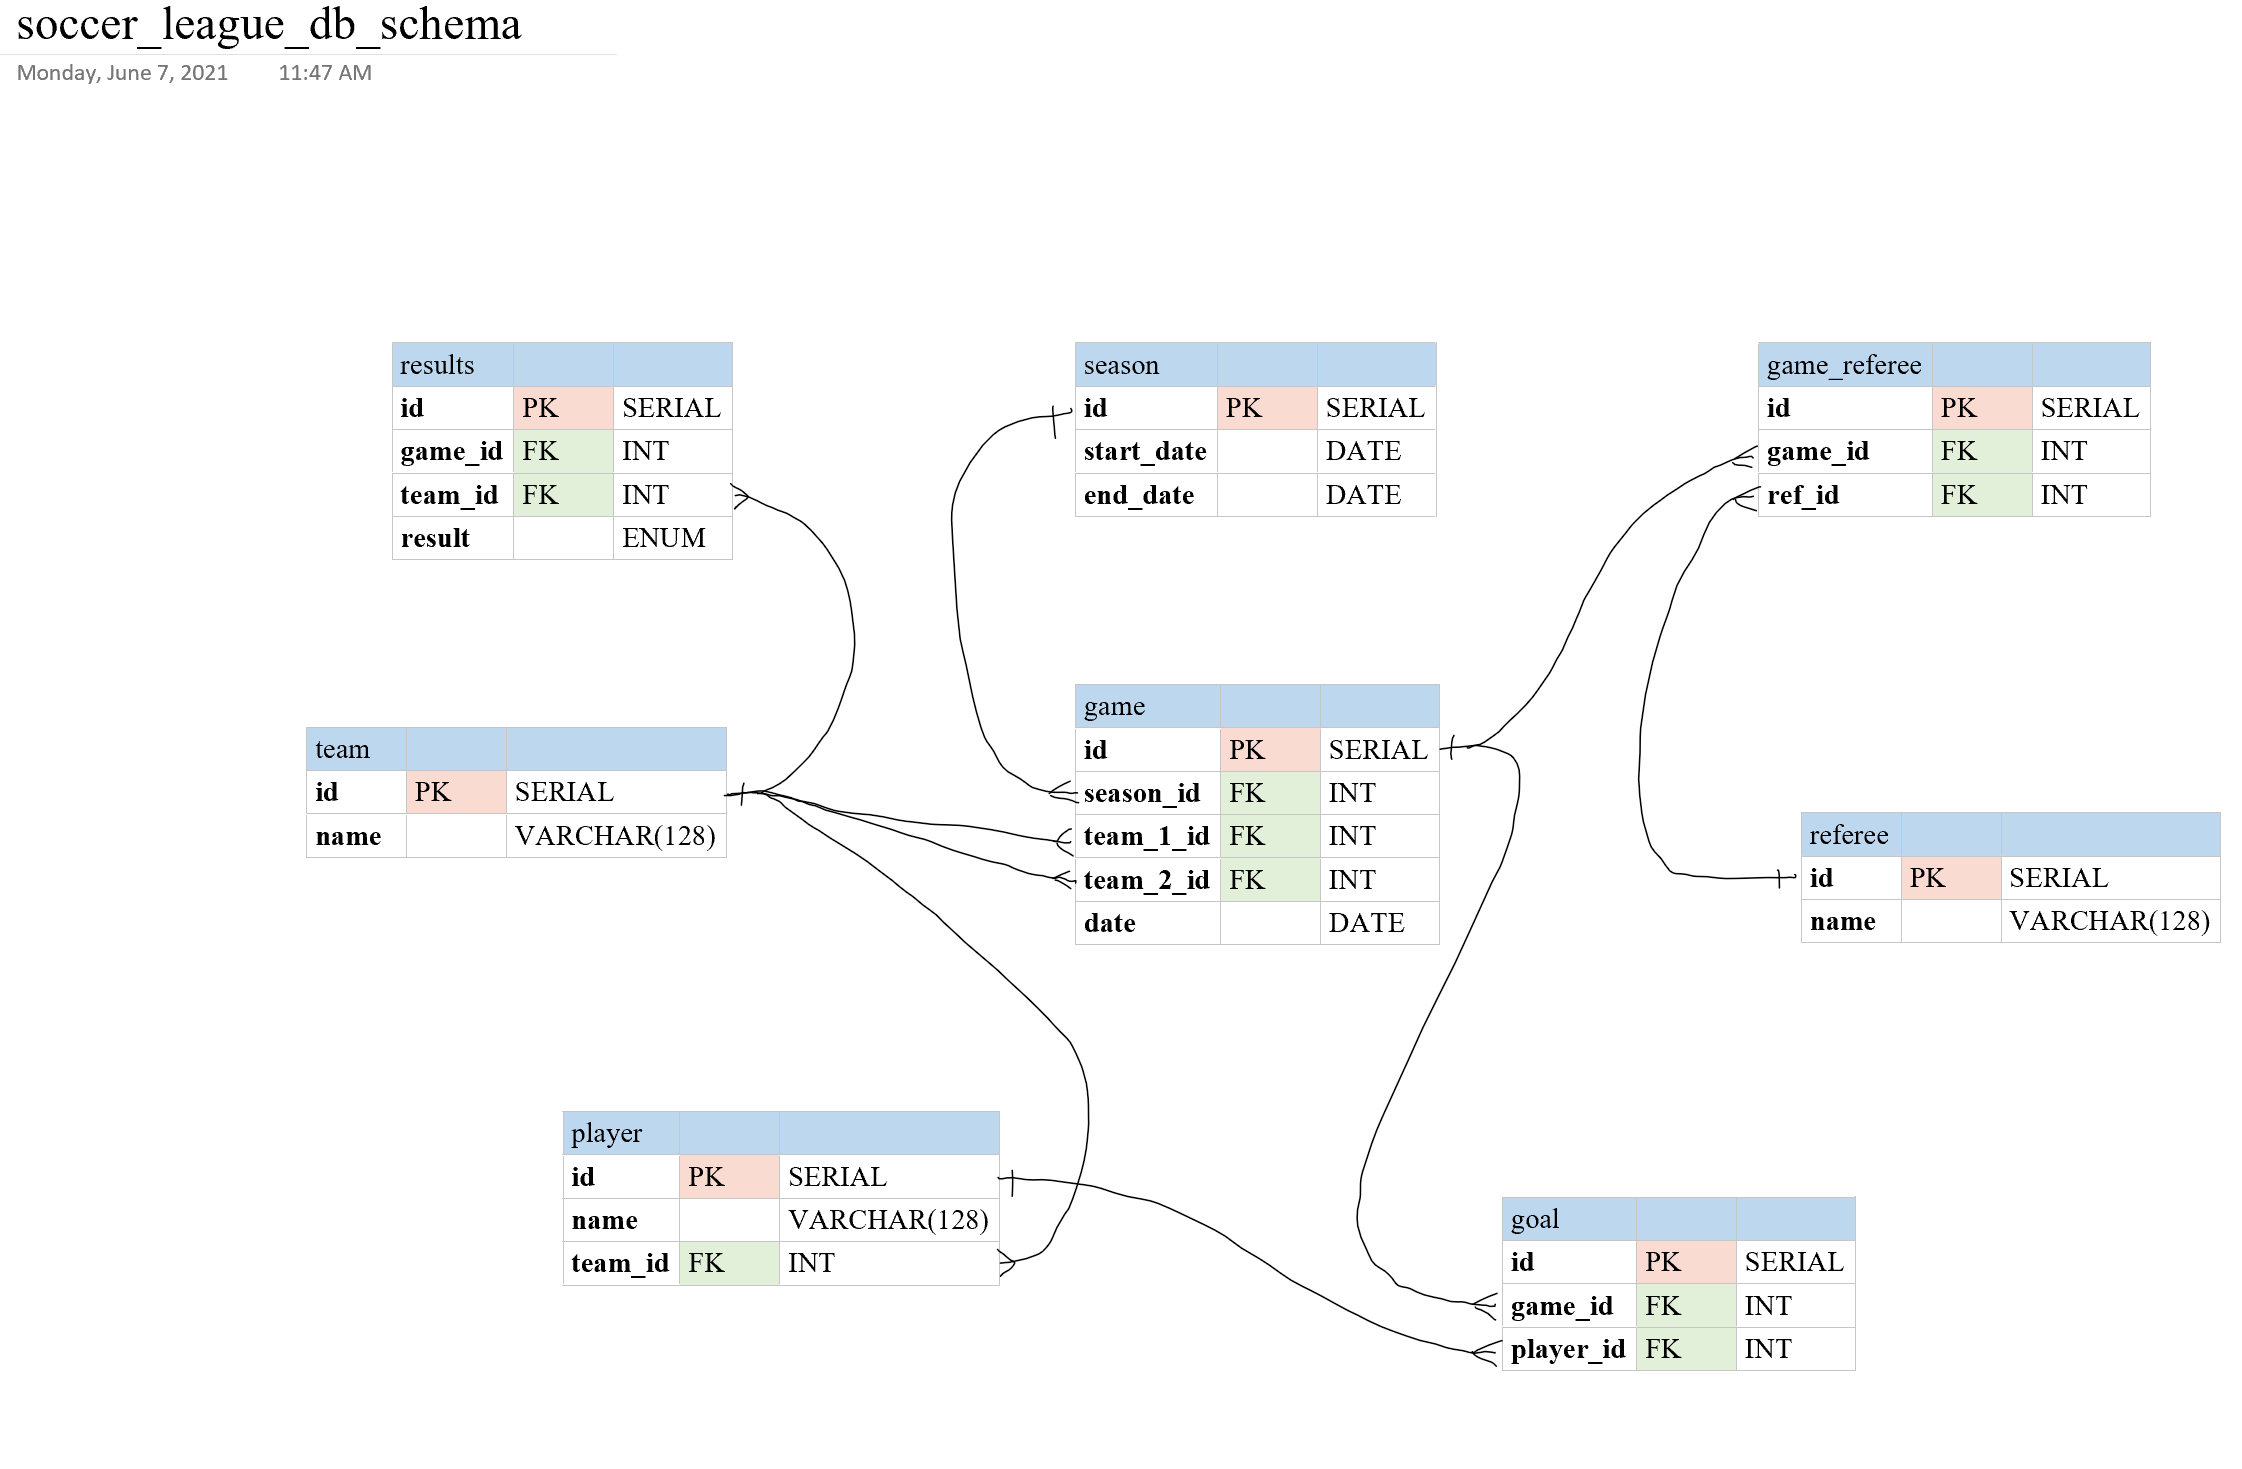 soccer_league_db_schema
Monday, June 7, 2021 11:47 AM
results
id PK SERIAL
game_id FK INT
team_id FK INT
result ENUM
season
id PK SERIAL
start_date DATE
end_date DATE
game_referee
id PK SERIAL
game_id FK INT
ref_id FK INT
team
id PK SERIAL
name VARCHAR(128)
game
id PK SERIAL
season_id FK INT
team_1_id FK INT
team_2_id FK INT
date DATE
referee
id PK SERIAL
name VARCHAR(128)
player
id PK SERIAL
name VARCHAR(128)
team_id FK INT
goal
id PK SERIAL
game_id FK INT
player_id FK INT